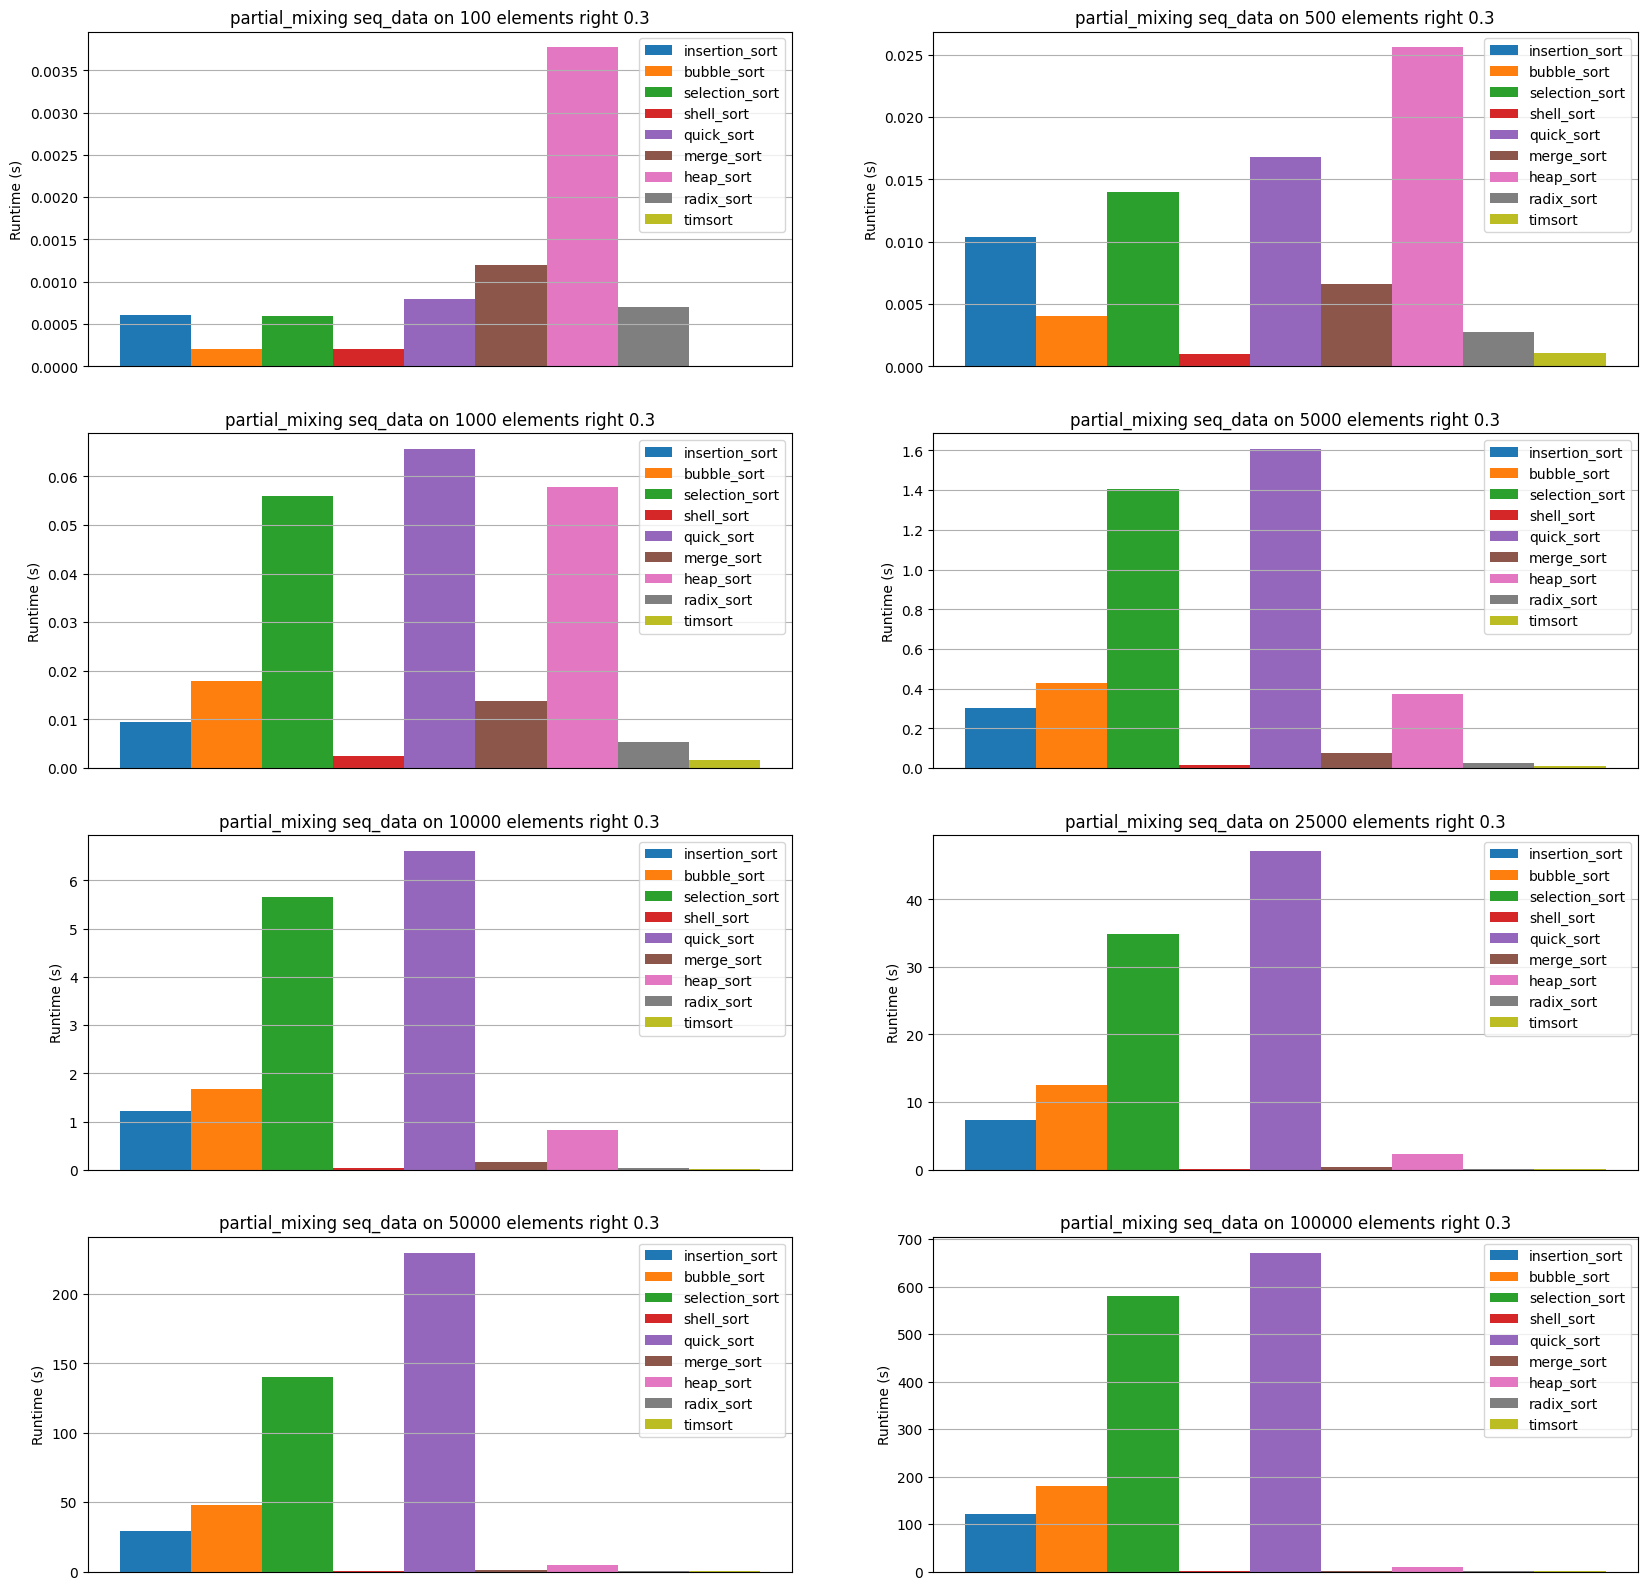 partial_mixing seq_data on 100 elements right 0.3
Runtime (s)
0.0035
0.0030
0.0025
0.0020
0.0015
0.0010
0.0005
0.0000
insertion_sort
bubble_sort
selection_sort
shell_sort
quick_sort
merge_sort
heap_sort
radix_sort
timsort
partial_mixing seq_data on 500 elements right 0.3
Runtime (s)
0.025
0.020
0.015
0.010
0.005
0.000
insertion_sort
bubble_sort
selection_sort
shell_sort
quick_sort
merge_sort
heap_sort
radix_sort
timsort
partial_mixing seq_data on 1000 elements right 0.3
Runtime (s)
0.06
0.05
0.04
0.03
0.02
0.01
0.00
insertion_sort
bubble_sort
selection_sort
shell_sort
quick_sort
merge_sort
heap_sort
radix_sort
timsort
partial_mixing seq_data on 5000 elements right 0.3
Runtime (s)
1.6
1.4
1.2
1.0
0.8
0.6
0.4
0.2
0.0
insertion_sort
bubble_sort
selection_sort
shell_sort
quick_sort
merge_sort
heap_sort
radix_sort
timsort
partial_mixing seq_data on 10000 elements right 0.3
Runtime (s)
6
5
4
3
2
1
0
insertion_sort
bubble_sort
selection_sort
shell_sort
quick_sort
merge_sort
heap_sort
radix_sort
timsort
partial_mixing seq_data on 25000 elements right 0.3
Runtime (s)
40
30
20
10
0
insertion_sort
bubble_sort
selection_sort
shell_sort
quick_sort
merge_sort
heap_sort
radix_sort
timsort
partial_mixing seq_data on 50000 elements right 0.3
Runtime (s)
200
150
100
50
0
insertion_sort
bubble_sort
selection_sort
shell_sort
quick_sort
merge_sort
heap_sort
radix_sort
timsort
partial_mixing seq_data on 100000 elements right 0.3
Runtime (s)
700
600
500
400
300
200
100
0
insertion_sort
bubble_sort
selection_sort
shell_sort
quick_sort
merge_sort
heap_sort
radix_sort
timsort